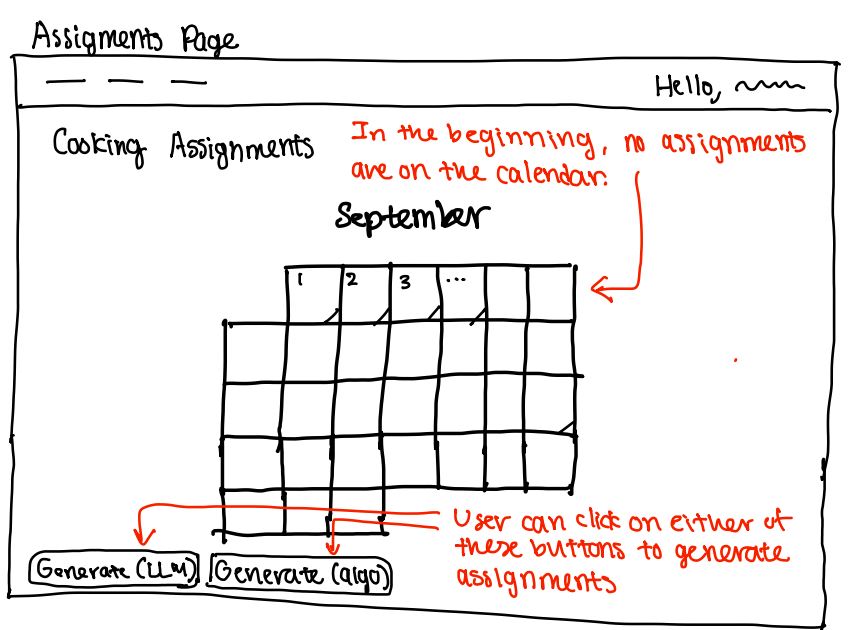 Assigments Page
Hello,
Cooking Assignments
In the beginning, no assignments
are on the calendar.
September
1 2 3 ...
User can click on either of
these buttons to generate
assignments
Generate (LLM) Generate (algo)